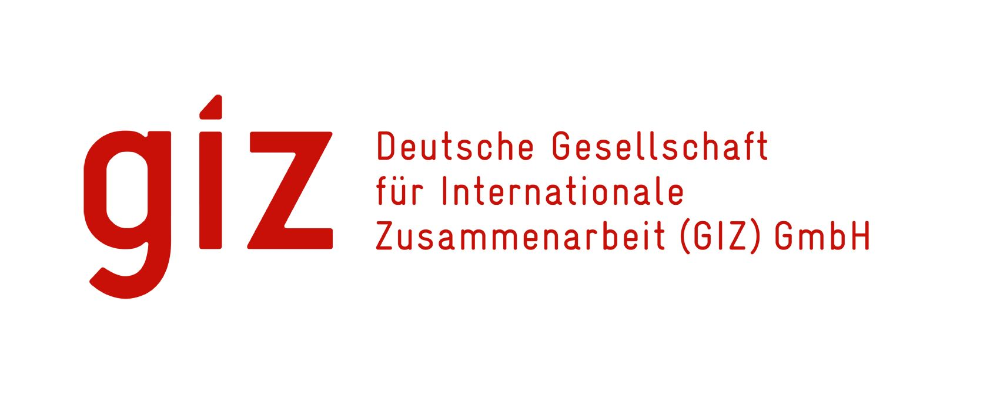 giz
Deutsche Gesellschaft
für Internationale
Zusammenarbeit (GIZ) GmbH